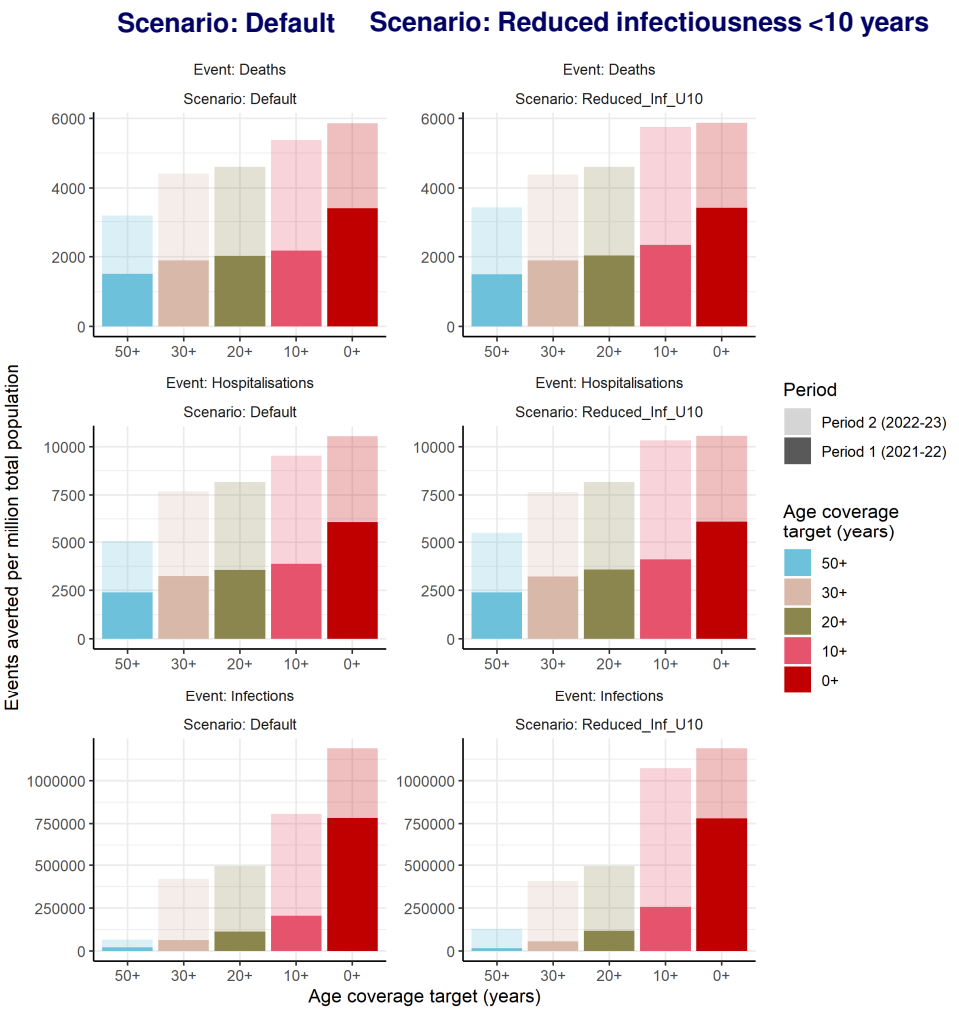 Scenario: Default Scenario: Reduced infectiousness <10 years
Event: Deaths
Scenario: Default
6000
4000
2000
0
50+ 30+ 20+ 10+ 0+
Event: Deaths
Scenario: Reduced_Inf_U10
6000
4000
2000
0
50+ 30+ 20+ 10+ 0+
Event: Hospitalisations
Scenario: Default
10000
7500
5000
2500
0
50+ 30+ 20+ 10+ 0+
Event: Hospitalisations
Scenario: Reduced_Inf_U10
10000
7500
5000
2500
0
50+ 30+ 20+ 10+ 0+
Event: Infections
Scenario: Default
1000000
750000
500000
250000
0
50+ 30+ 20+ 10+ 0+
Event: Infections
Scenario: Reduced_Inf_U10
1000000
750000
500000
250000
0
50+ 30+ 20+ 10+ 0+
Events averted per million total population
Age coverage target (years)
Period
Period 2 (2022-23)
Period 1 (2021-22)
Age coverage
target (years)
50+
30+
20+
10+
0+